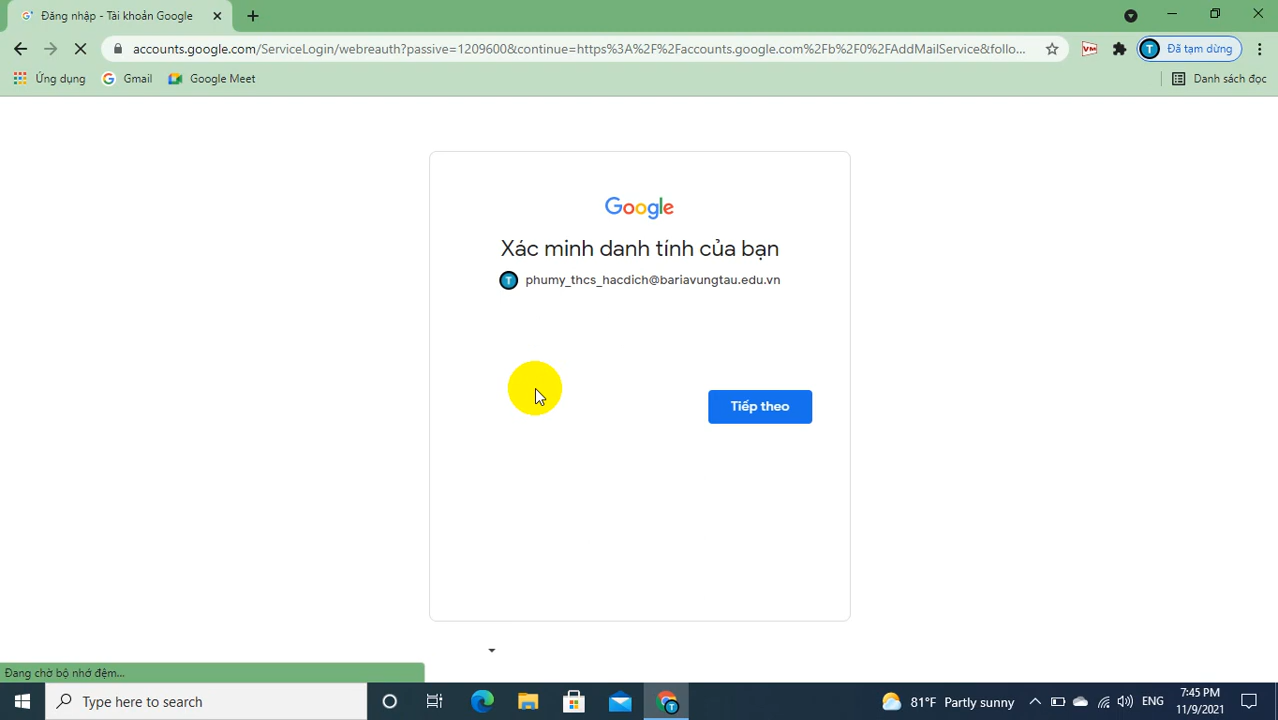 Đăng nhập - Tài khoản Google
accounts.google.com/ServiceLogin/webreauth?passive=1209600&continue=https%3A%2F%2Faccounts.google.com%2Fb%2F0%2FAddMailService&follo...
VM
T
Đã tạm dừng
Ứng dụng
Gmail
Google Meet
Danh sách đọc
Google
Xác minh danh tính của bạn
T
phumy_thcs_hacdich@bariavungtau.edu.vn
Tiếp theo
Đang chờ bộ nhớ đệm...
Type here to search
T
81°F Partly sunny
ENG
7:45 PM
11/9/2021